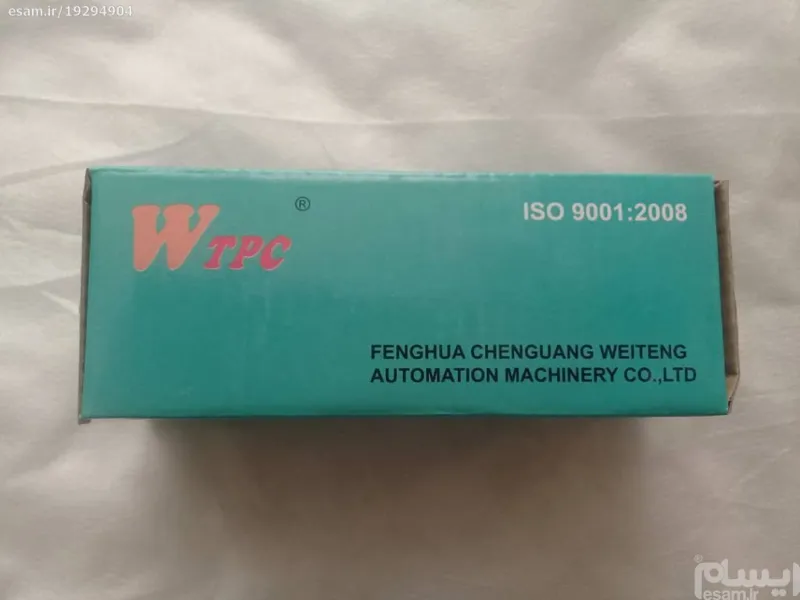 esam.ir/19294904
WTPC ®
ISO 9001:2008
FENGHUA CHENGUANG WEITENG
AUTOMATION MACHINERY CO.,LTD
ایسام®
esam.ir